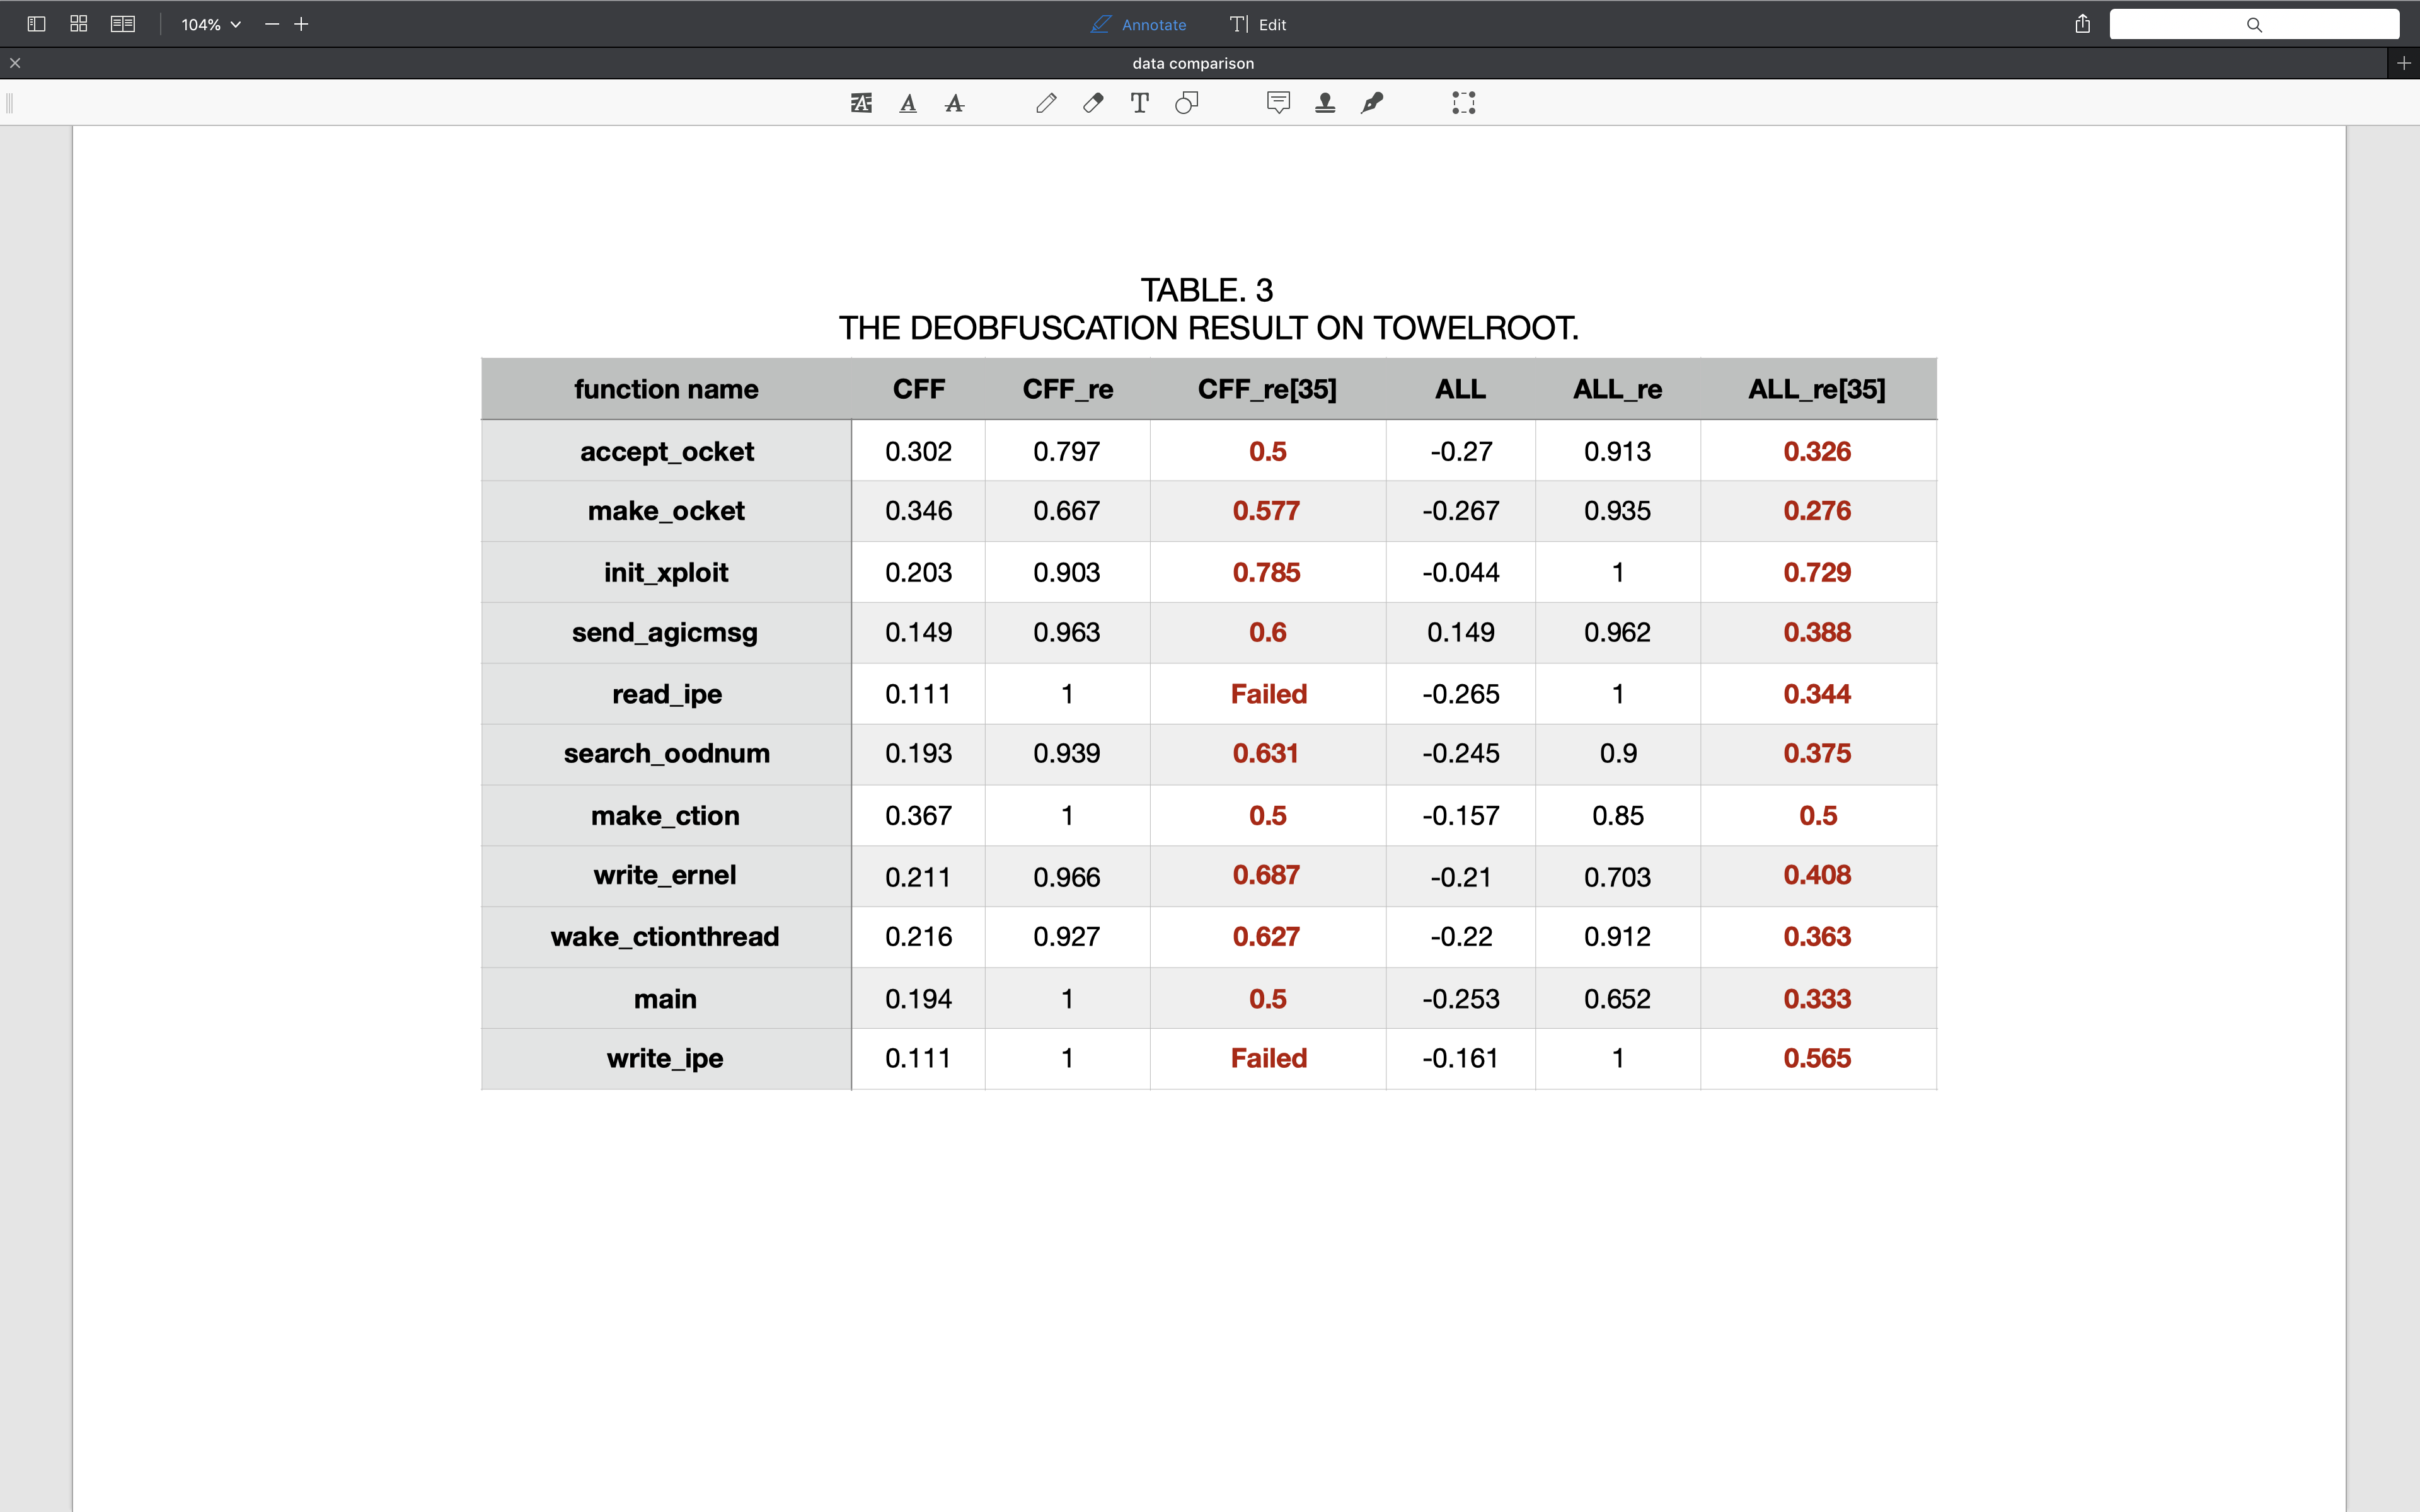 104%
Annotate
Edit
data comparison
TABLE. 3
THE DEOBFUSCATION RESULT ON TOWELROOT.
function name CFF CFF_re CFF_re[35] ALL ALL_re ALL_re[35]
accept_ocket 0.302 0.797 0.5 -0.27 0.913 0.326
make_ocket 0.346 0.667 0.577 -0.267 0.935 0.276
init_xploit 0.203 0.903 0.785 -0.044 1 0.729
send_agicmsg 0.149 0.963 0.6 0.149 0.962 0.388
read_ipe 0.111 1 Failed -0.265 1 0.344
search_oodnum 0.193 0.939 0.631 -0.245 0.9 0.375
make_ction 0.367 1 0.5 -0.157 0.85 0.5
write_ernel 0.211 0.966 0.687 -0.21 0.703 0.408
wake_ctionthread 0.216 0.927 0.627 -0.22 0.912 0.363
main 0.194 1 0.5 -0.253 0.652 0.333
write_ipe 0.111 1 Failed -0.161 1 0.565